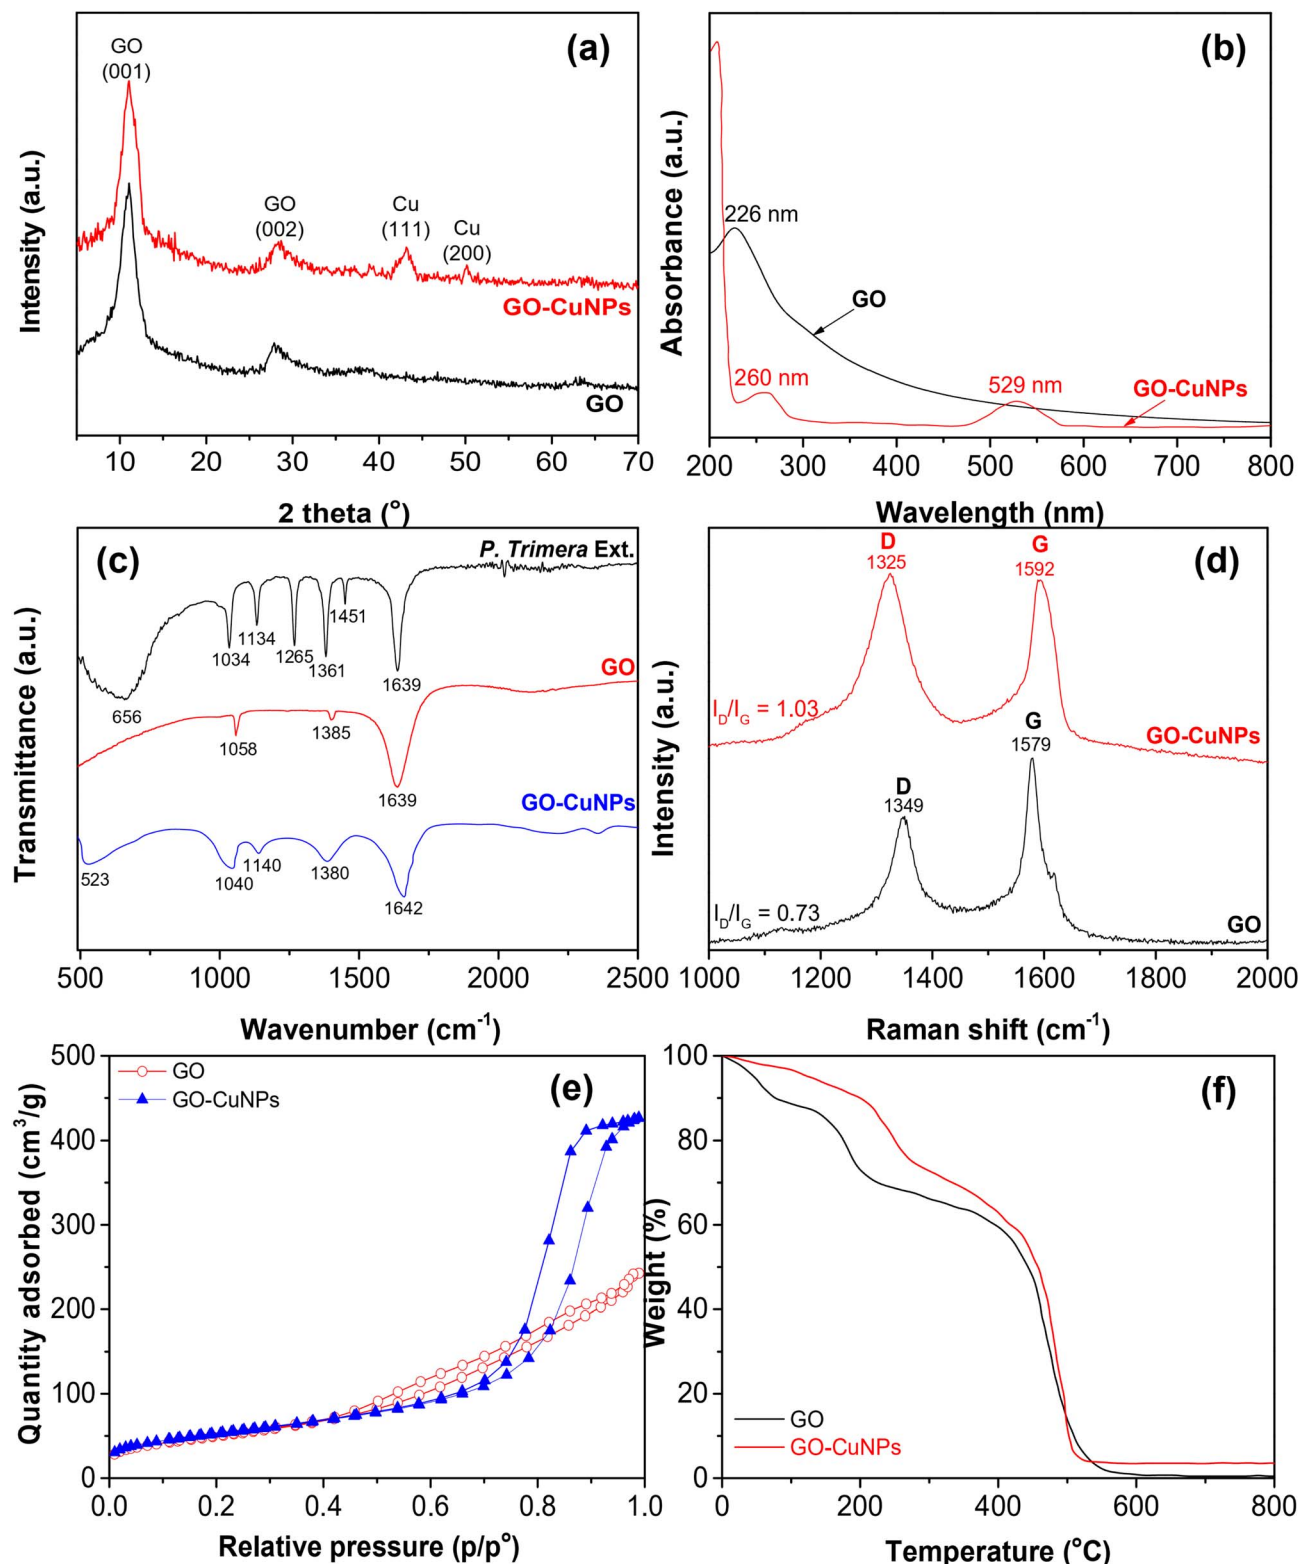 (a)
GO
(001)
GO
(002)
Cu
(111)
Cu
(200)
GO-CuNPs
GO
Intensity (a.u.)
10 20 30 40 50 60 70
2 theta (°)
(b)
226 nm
GO
260 nm
529 nm
GO-CuNPs
Absorbance (a.u.)
200 300 400 500 600 700 800
Wavelength (nm)
(c)
P. Trimera Ext.
656
1034
1134
1265
1361
1451
1639
GO
1058
1385
1639
GO-CuNPs
523
1040
1140
1380
1642
Transmittance (a.u.)
500 1000 1500 2000 2500
Wavenumber (cm⁻¹)
(d)
D
1325
G
1592
I_D/I_G = 1.03
GO-CuNPs
G
1579
D
1349
I_D/I_G = 0.73
GO
Intensity (a.u.)
1000 1200 1400 1600 1800 2000
Raman shift (cm⁻¹)
(e)
GO
GO-CuNPs
Quantity adsorbed (cm³/g)
500
400
300
200
100
0
0.0 0.2 0.4 0.6 0.8 1.0
Relative pressure (p/p°)
(f)
Weight (%)
100
80
60
40
20
0
GO
GO-CuNPs
0 200 400 600 800
Temperature (°C)